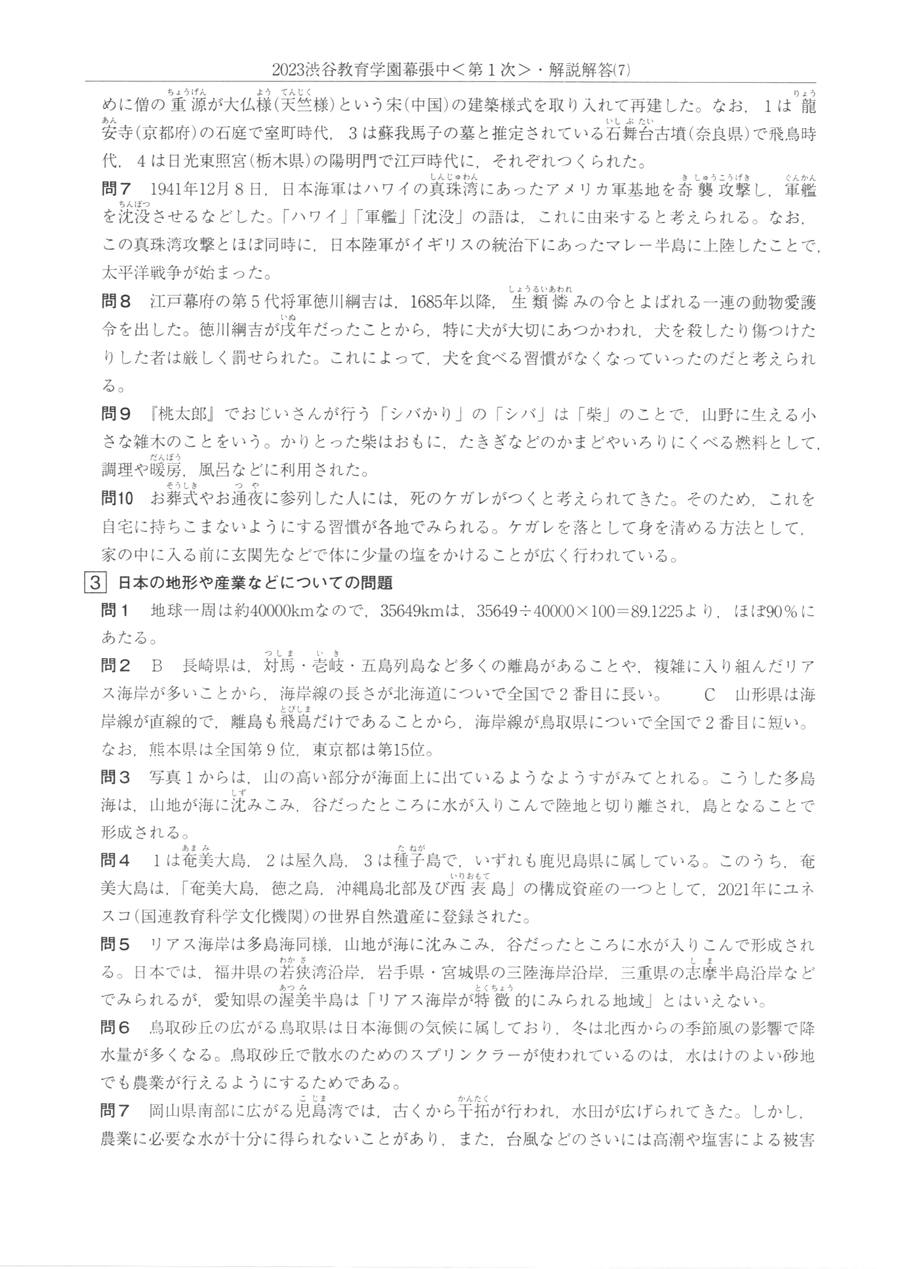 2023渋谷教育学園幕張中＜第１次＞・解説解答(7)
めに僧の重源が大仏様(天竺様)という宋(中国)の建築様式を取り入れて再建した。なお，１は龍
安寺(京都府)の石庭で室町時代，３は蘇我馬子の墓と推定されている石舞台古墳(奈良県)で飛鳥時
代，４は日光東照宮(栃木県)の陽明門で江戸時代に，それぞれつくられた。
問７　1941年12月８日，日本海軍はハワイの真珠湾にあったアメリカ軍基地を奇襲攻撃し，軍艦
を沈没させるなどした。「ハワイ」「軍艦」「沈没」の語は，これに由来すると考えられる。なお，
この真珠湾攻撃とほぼ同時に，日本陸軍がイギリスの統治下にあったマレー半島に上陸したことで，
太平洋戦争が始まった。
問８　江戸幕府の第５代将軍徳川綱吉は，1685年以降，生類憐みの令とよばれる一連の動物愛護
令を出した。徳川綱吉が戌年だったことから，特に犬が大切にあつかわれ，犬を殺したり傷つけた
りした者は厳しく罰せられた。これによって，犬を食べる習慣がなくなっていったのだと考えられ
る。
問９　『桃太郎』でおじいさんが行う「シバかり」の「シバ」は「柴」のことで，山野に生える小
さな雑木のことをいう。かりとった柴はおもに，たきぎなどのかまどやいろりにくべる燃料として，
調理や暖房，風呂などに利用された。
問10　お葬式やお通夜に参列した人には，死のケガレがつくと考えられてきた。そのため，これを
自宅に持ちこまないようにする習慣が各地でみられる。ケガレを落として身を清める方法として，
家の中に入る前に玄関先などで体に少量の塩をかけることが広く行われている。
３　日本の地形や産業などについての問題
問１　地球一周は約40000kmなので，35649kmは，35649÷40000×100＝89.1225より，ほぼ90％に
あたる。
問２　Ｂ　長崎県は，対馬・壱岐・五島列島など多くの離島があることや，複雑に入り組んだリア
ス海岸が多いことから，海岸線の長さが北海道についで全国で２番目に長い。　　Ｃ　山形県は海
岸線が直線的で，離島も飛島だけであることから，海岸線が鳥取県についで全国で２番目に短い。
なお，熊本県は全国第９位，東京都は第15位。
問３　写真１からは，山の高い部分が海面上に出ているようなようすがみてとれる。こうした多島
海は，山地が海に沈みこみ，谷だったところに水が入りこんで陸地と切り離され，島となることで
形成される。
問４　１は奄美大島，２は屋久島，３は種子島で，いずれも鹿児島県に属している。このうち，奄
美大島は，「奄美大島，徳之島，沖縄島北部及び西表島」の構成資産の一つとして，2021年にユネ
スコ(国連教育科学文化機関)の世界自然遺産に登録された。
問５　リアス海岸は多島海同様，山地が海に沈みこみ，谷だったところに水が入りこんで形成され
る。日本では，福井県の若狭湾沿岸，岩手県・宮城県の三陸海岸沿岸，三重県の志摩半島沿岸など
でみられるが，愛知県の渥美半島は「リアス海岸が特徴的にみられる地域」とはいえない。
問６　鳥取砂丘の広がる鳥取県は日本海側の気候に属しており，冬は北西からの季節風の影響で降
水量が多くなる。鳥取砂丘で散水のためのスプリンクラーが使われているのは，水はけのよい砂地
でも農業が行えるようにするためである。
問７　岡山県南部に広がる児島湾では，古くから干拓が行われ，水田が広げられてきた。しかし，
農業に必要な水が十分に得られないことがあり，また，台風などのさいには高潮や塩害による被害